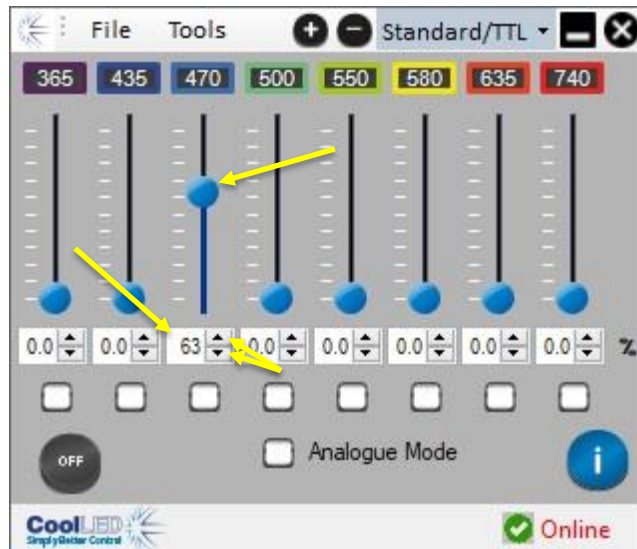 File Tools + - Standard/TTL
365 435 470 500 550 580 635 740
0.0 0.0 63 0.0 0.0 0.0 0.0 0.0 %
OFF Analogue Mode i
CoolLED Online
Simply Better Control